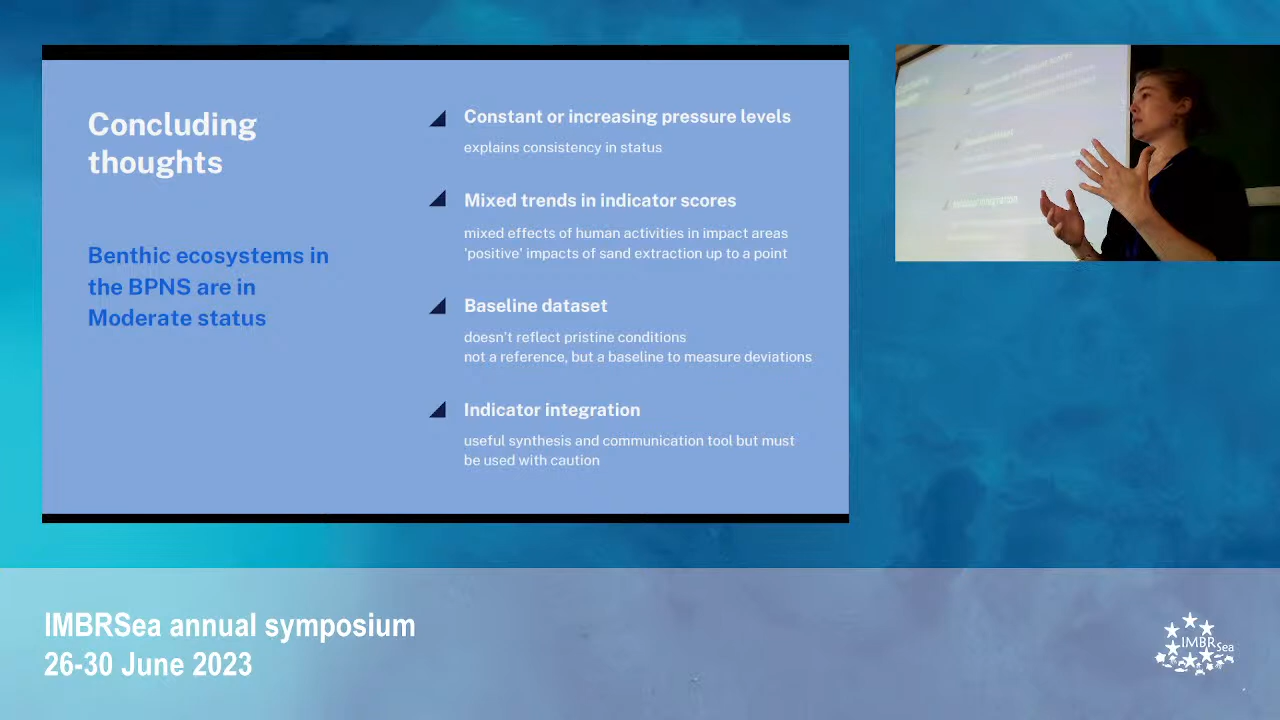 Concluding
thoughts
Benthic ecosystems in
the BPNS are in
Moderate status
Constant or increasing pressure levels
explains consistency in status
Mixed trends in indicator scores
mixed effects of human activities in impact areas
'positive' impacts of sand extraction up to a point
Baseline dataset
doesn't reflect pristine conditions
not a reference, but a baseline to measure deviations
Indicator integration
useful synthesis and communication tool but must
be used with caution
IMBRSea annual symposium
26-30 June 2023
IMBRSea